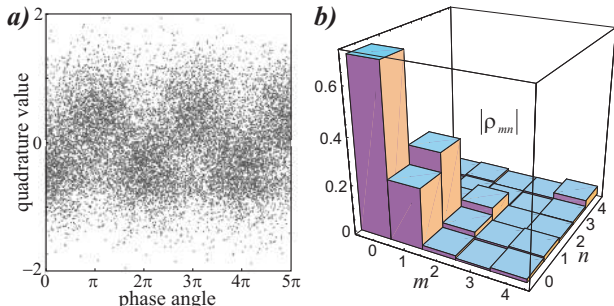 a)
2
0
−2
quadrature value
0 π 2π 3π 4π 5π
phase angle
b)
0.6
0.4
0.2
0
|ρmn|
0 1 2 3 4
m
0 1 2 3 4
n